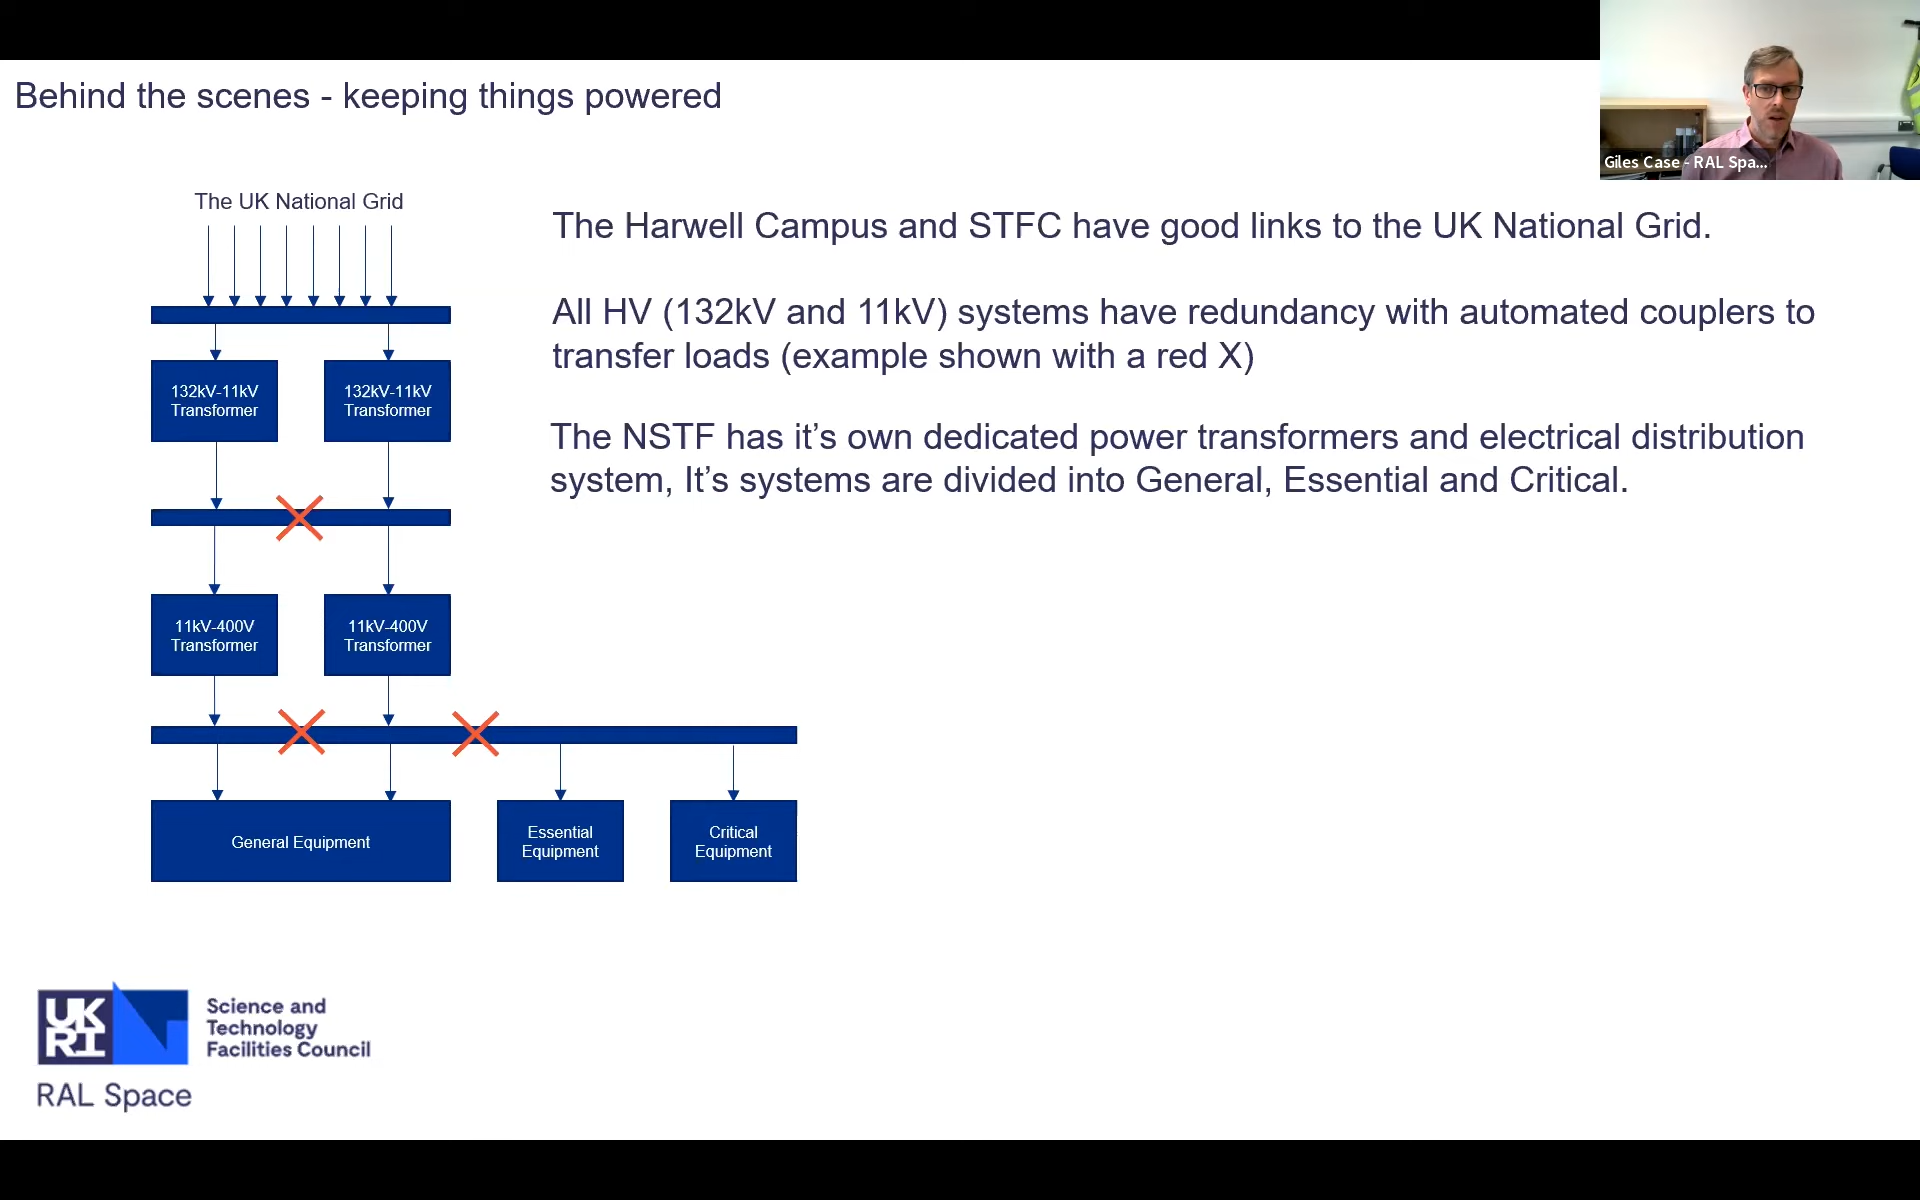 Behind the scenes - keeping things powered
Giles Case - RAL Spa...
The UK National Grid
132kV-11kV
Transformer
132kV-11kV
Transformer
11kV-400V
Transformer
11kV-400V
Transformer
General Equipment
Essential
Equipment
Critical
Equipment
The Harwell Campus and STFC have good links to the UK National Grid.
All HV (132kV and 11kV) systems have redundancy with automated couplers to
transfer loads (example shown with a red X)
The NSTF has it’s own dedicated power transformers and electrical distribution
system, It’s systems are divided into General, Essential and Critical.
UK
RI
Science and
Technology
Facilities Council
RAL Space